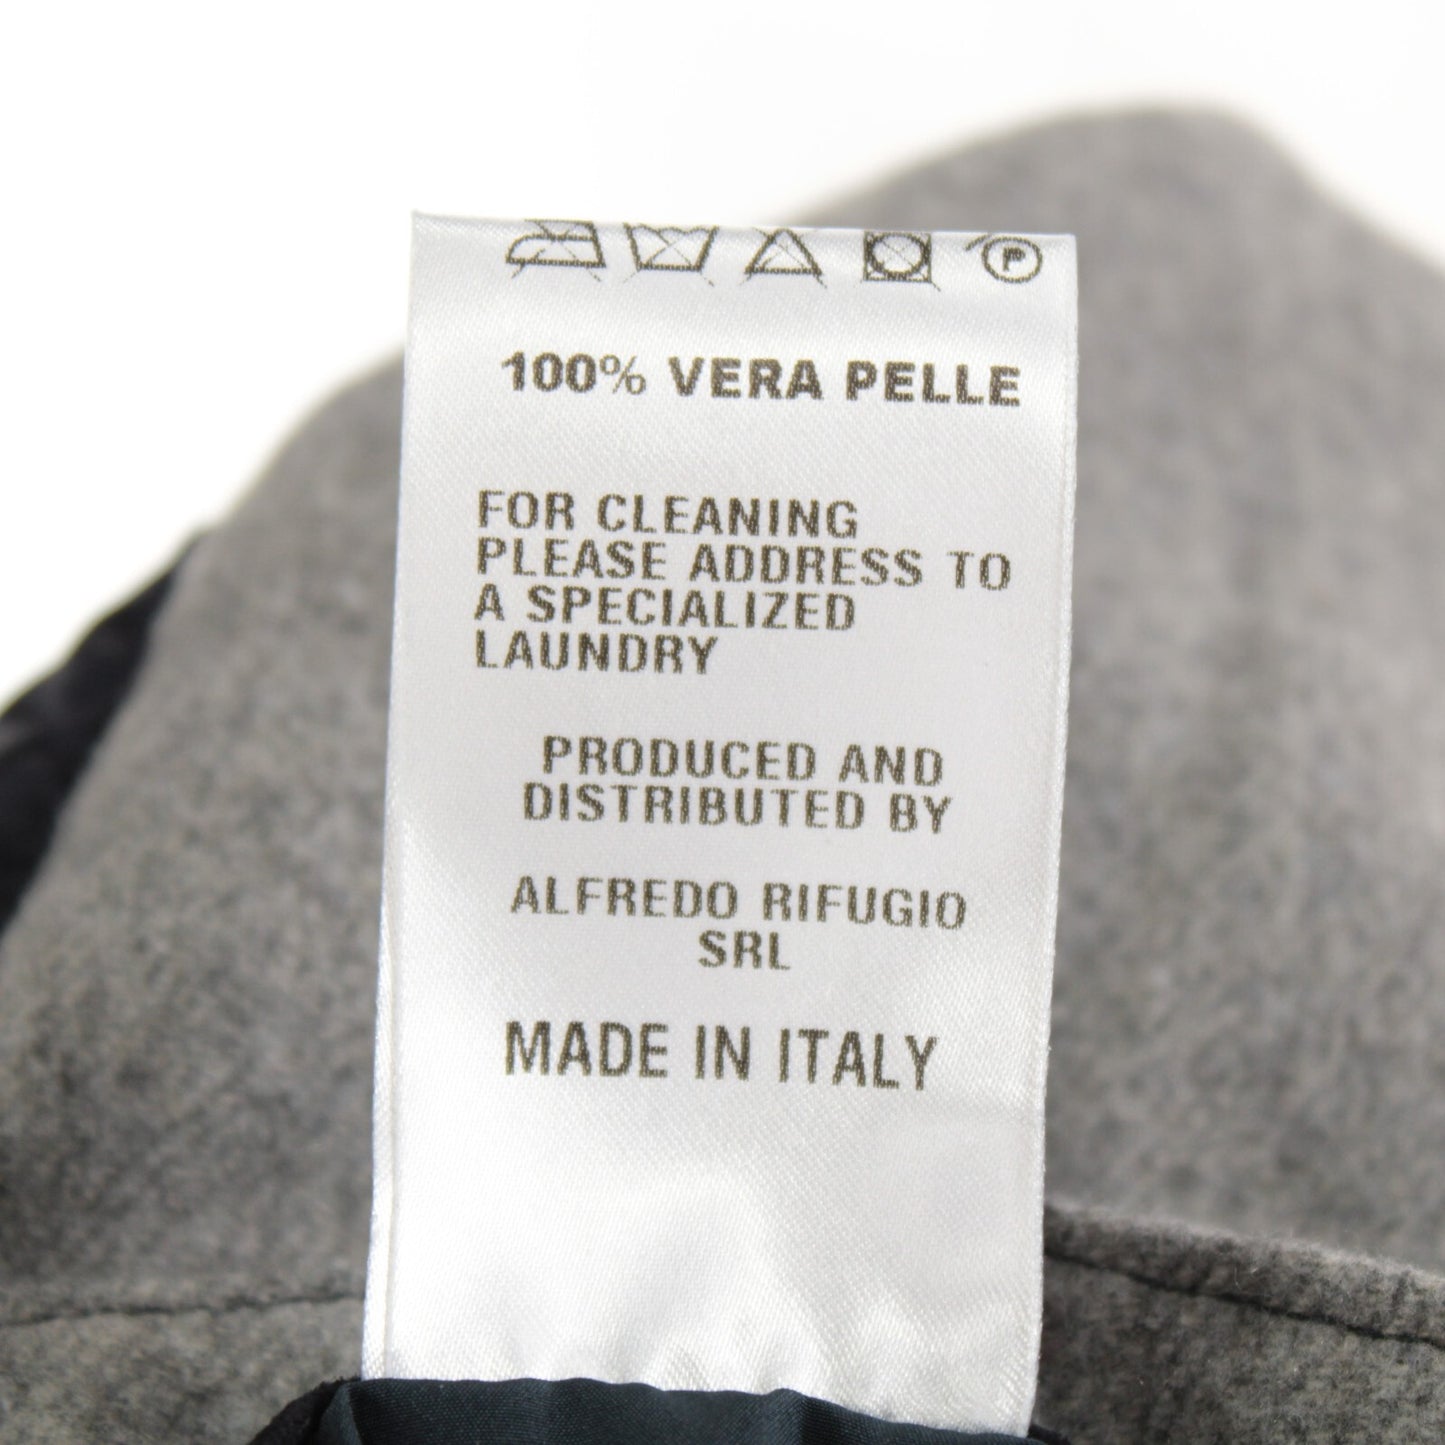 P
100% VERA PELLE
FOR CLEANING
PLEASE ADDRESS TO
A SPECIALIZED
LAUNDRY
PRODUCED AND
DISTRIBUTED BY
ALFREDO RIFUGIO
SRL
MADE IN ITALY